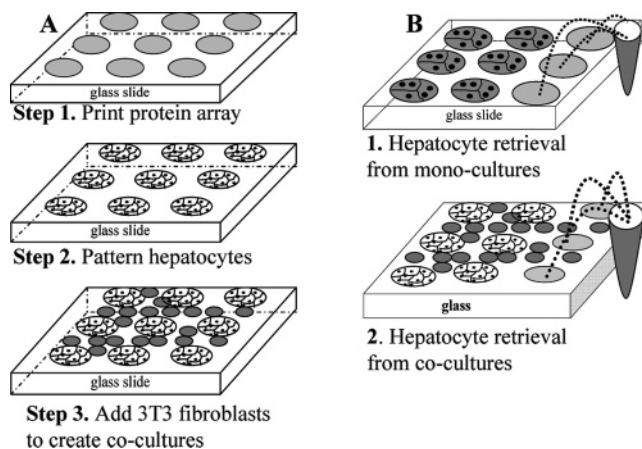 A
glass slide
Step 1. Print protein array
glass slide
Step 2. Pattern hepatocytes
glass slide
Step 3. Add 3T3 fibroblasts
to create co-cultures
B
glass slide
1. Hepatocyte retrieval
from mono-cultures
glass
2. Hepatocyte retrieval
from co-cultures